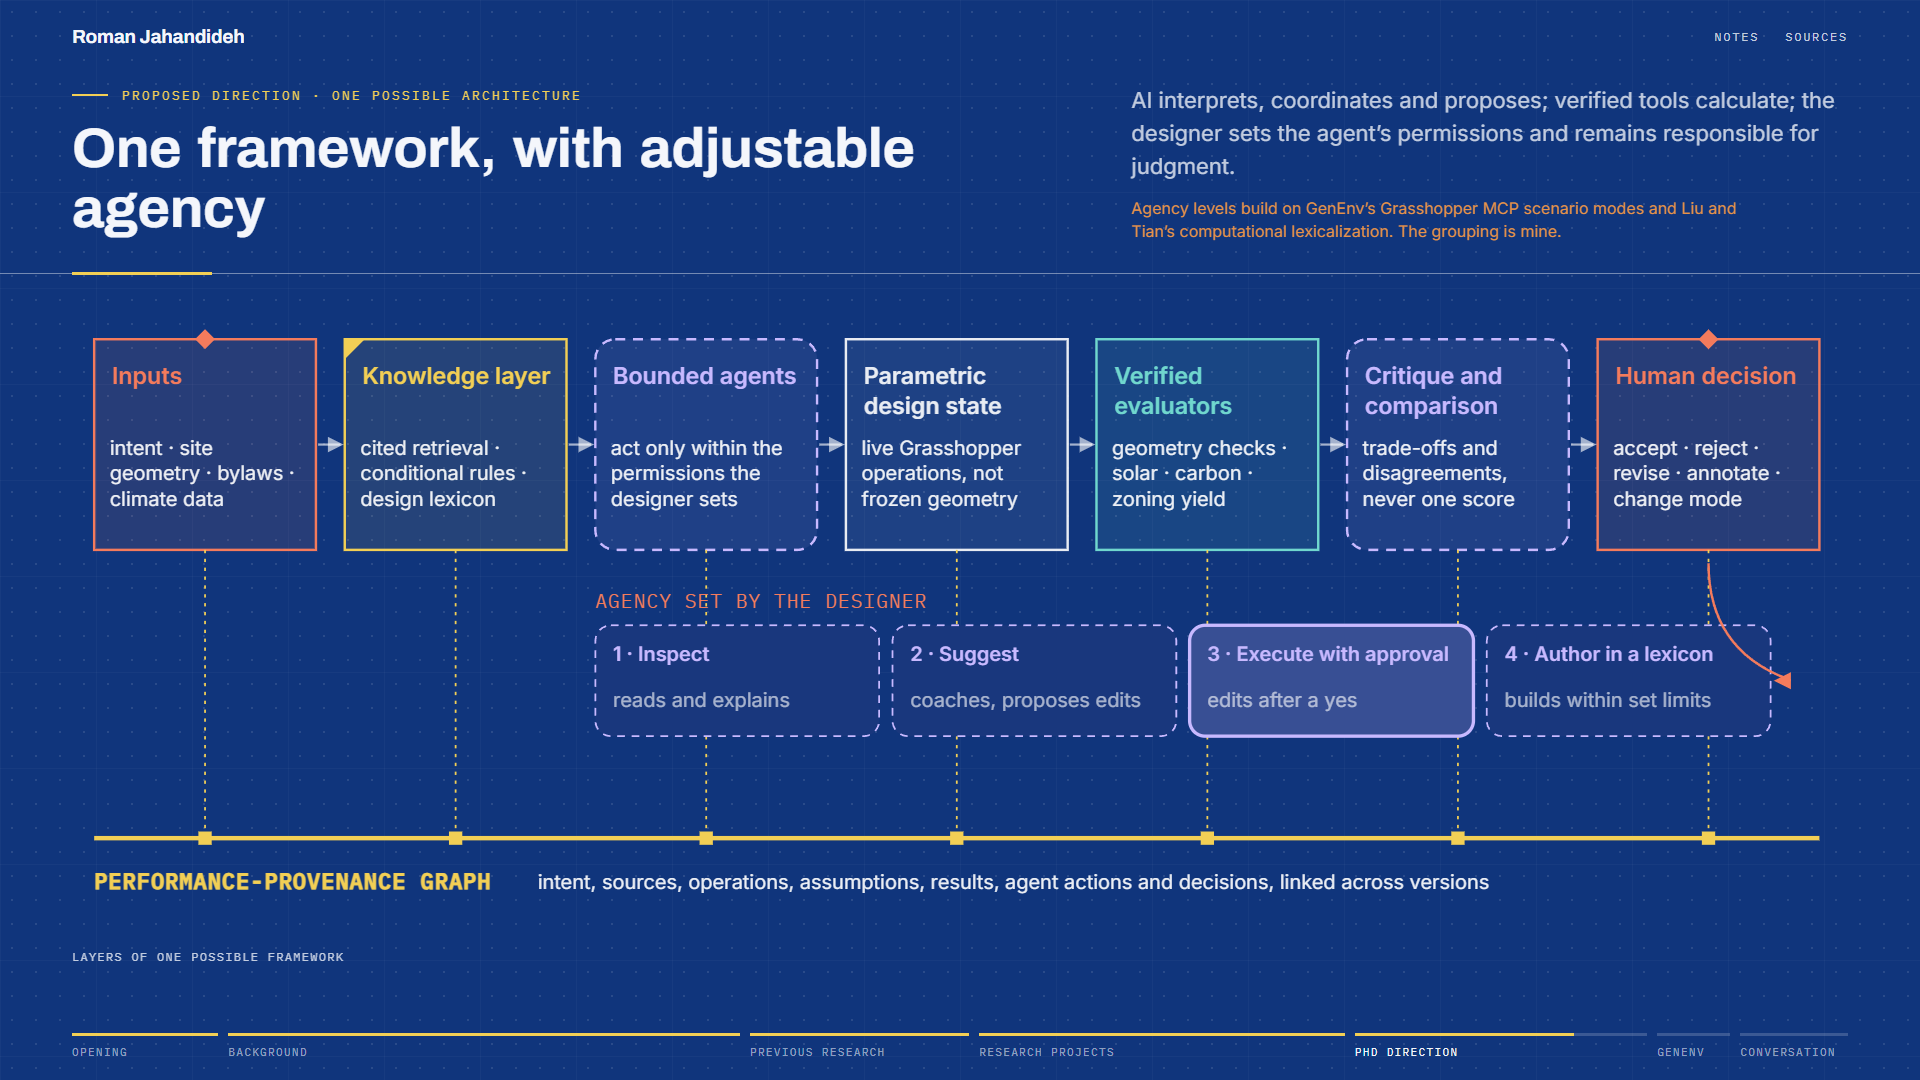 Roman Jahandideh
NOTES SOURCES
PROPOSED DIRECTION · ONE POSSIBLE ARCHITECTURE
One framework, with adjustable
agency
AI interprets, coordinates and proposes; verified tools calculate; the
designer sets the agent’s permissions and remains responsible for
judgment.
Agency levels build on GenEnv’s Grasshopper MCP scenario modes and Liu and
Tian’s computational lexicalization. The grouping is mine.
Inputs
intent · site
geometry · bylaws ·
climate data
Knowledge layer
cited retrieval ·
conditional rules ·
design lexicon
Bounded agents
act only within the
permissions the
designer sets
Parametric
design state
live Grasshopper
operations, not
frozen geometry
Verified
evaluators
geometry checks ·
solar · carbon ·
zoning yield
Critique and
comparison
trade-offs and
disagreements,
never one score
Human decision
accept · reject ·
revise · annotate ·
change mode
AGENCY SET BY THE DESIGNER
1 · Inspect
reads and explains
2 · Suggest
coaches, proposes edits
3 · Execute with approval
edits after a yes
4 · Author in a lexicon
builds within set limits
PERFORMANCE-PROVENANCE GRAPH
intent, sources, operations, assumptions, results, agent actions and decisions, linked across versions
LAYERS OF ONE POSSIBLE FRAMEWORK
OPENING
BACKGROUND
PREVIOUS RESEARCH
RESEARCH PROJECTS
PHD DIRECTION
GENENV
CONVERSATION